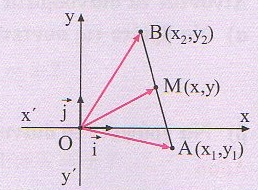 y
B(x₂,y₂)
M(x,y)
j
x´
x
O
i
A(x₁,y₁)
y´